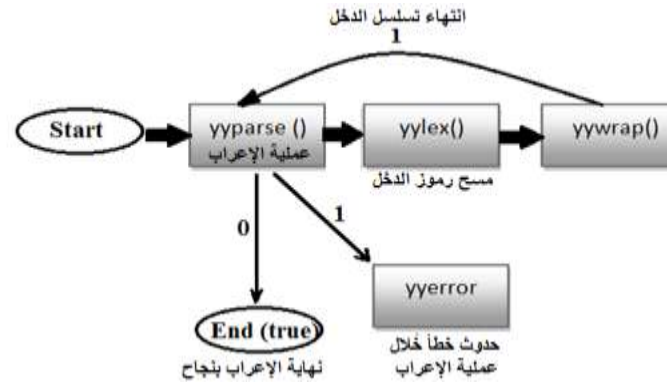 انتهاء تسلسل الدخل
1
Start
yyparse ()
عملية الإعراب
yylex()
yywrap()
مسح رموز الدخل
0
1
yyerror
End (true)
نهاية الإعراب بنجاح
حدوث خطأ خلال
عملية الإعراب